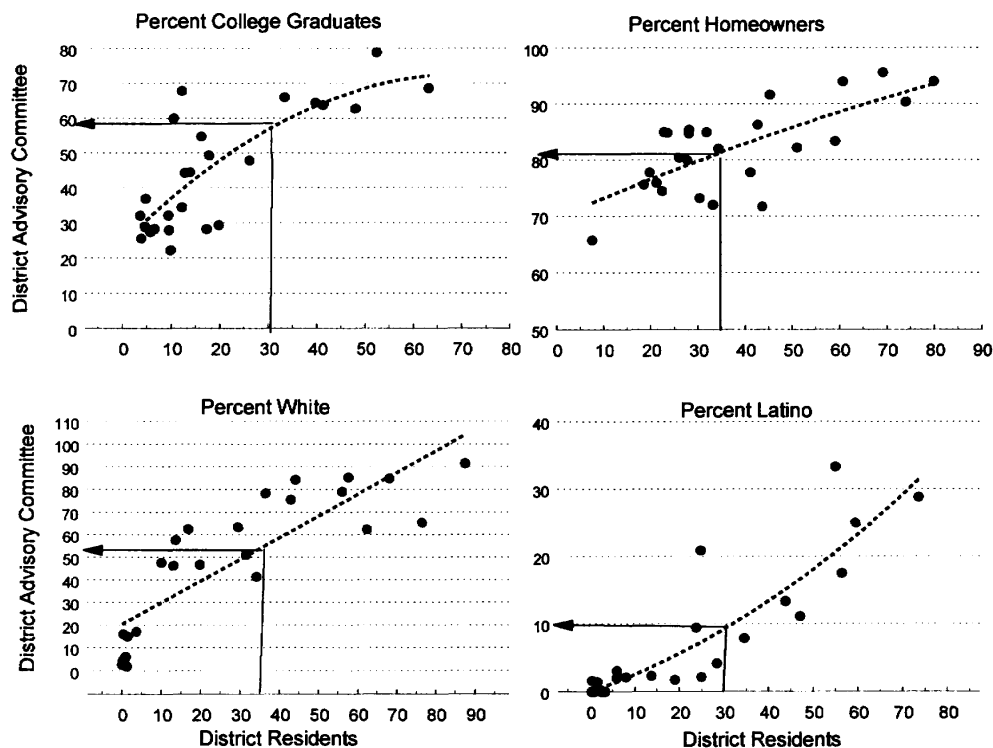 Percent College Graduates
District Advisory Committee
80
70
60
50
40
30
20
10
0
0 10 20 30 40 50 60 70 80
Percent Homeowners
100
90
80
70
60
50
0 10 20 30 40 50 60 70 80 90
Percent White
District Advisory Committee
110
100
90
80
70
60
50
40
30
20
10
0
0 10 20 30 40 50 60 70 80 90
District Residents
Percent Latino
40
30
20
10
0
0 10 20 30 40 50 60 70 80 90
District Residents